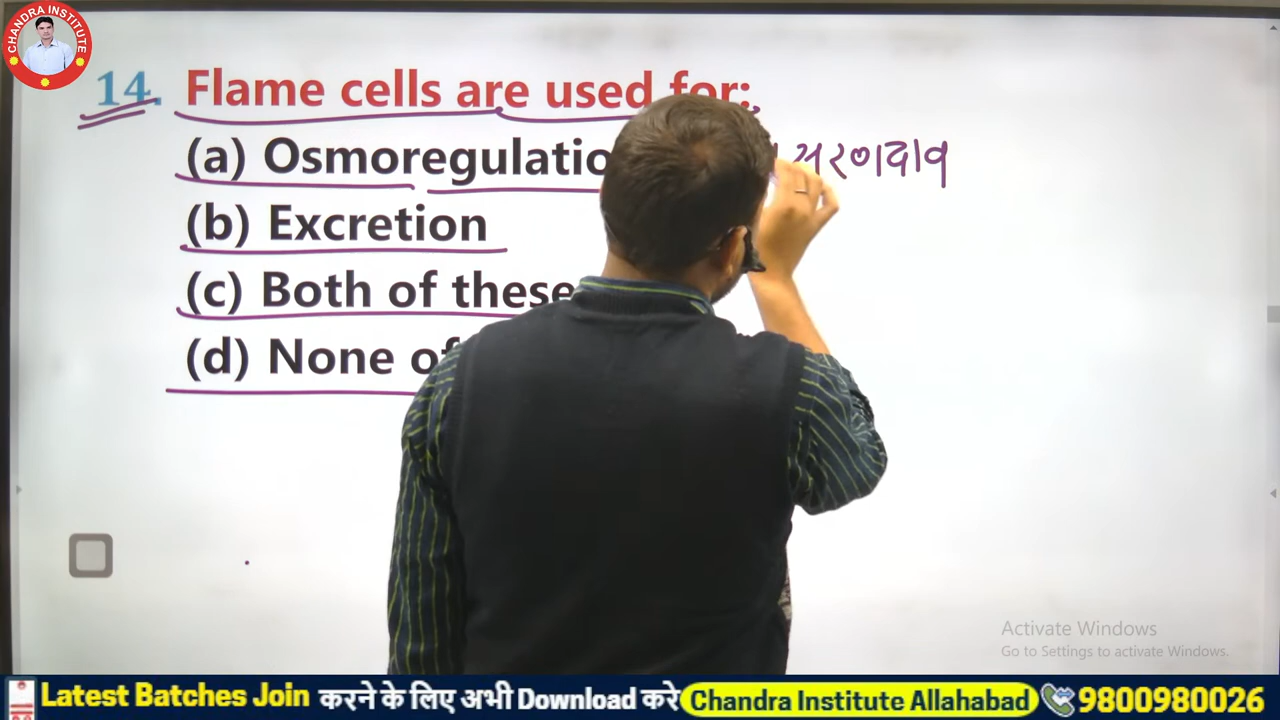 CHANDRA INSTITUTE
14. Flame cells are used for:
(a) Osmoregulatio
(b) Excretion
(c) Both of these
(d) None of
Activate Windows
Go to Settings to activate Windows.
Latest Batches Join करने के लिए अभी Download करे Chandra Institute Allahabad 9800980026